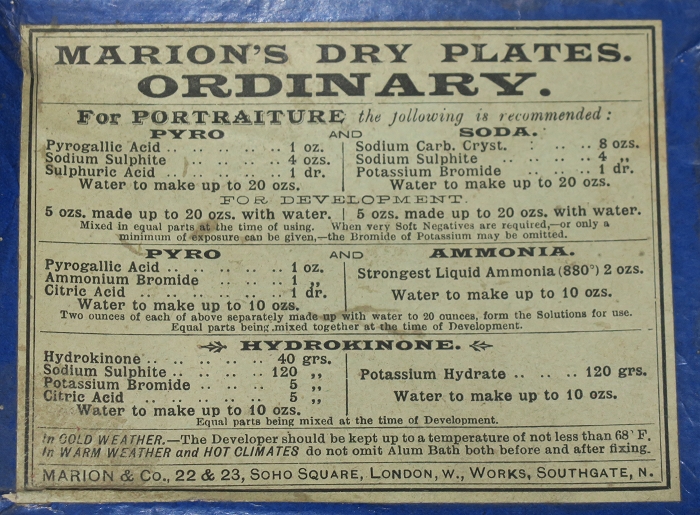 MARION'S DRY PLATES.
ORDINARY.
For PORTRAITURE the following is recommended:
PYRO AND SODA.
Pyrogallic Acid .. .. .. .. .. 1 oz.
Sodium Sulphite .. .. .. .. 4 ozs.
Sulphuric Acid .. .. .. .. .. 1 dr.
Water to make up to 20 ozs.
Sodium Carb. Cryst. : .. .. 8 ozs.
Sodium Sulphite .. .. .. .. 4 „
Potassium Bromide .. .. .. 1 dr.
Water to make up to 20 ozs.
FOR DEVELOPMENT.
5 ozs. made up to 20 ozs. with water. | 5 ozs. made up to 20 ozs. with water.
Mixed in equal parts at the time of using. When very Soft Negatives are required,—or only a
minimum of exposure can be given,—the Bromide of Potassium may be omitted.
PYRO AND AMMONIA.
Pyrogallic Acid .. .. .. .. .. 1 oz.
Ammonium Bromide .. .. 1 „
Citric Acid .. .. .. .. .. 1 dr.
Water to make up to 10 ozs.
Strongest Liquid Ammonia (880°) 2 ozs.
Water to make up to 10 ozs.
Two ounces of each of above separately made up with water to 20 ounces, form the Solutions for use.
Equal parts being mixed together at the time of Development.
HYDROKINONE.
Hydrokinone .. .. .. .. .. 40 grs.
Sodium Sulphite .. .. .. 120 „
Potassium Bromide .. .. .. 5 „
Citric Acid .. .. .. .. .. 5 „
Water to make up to 10 ozs.
Potassium Hydrate .. .. .. 120 grs.
Water to make up to 10 ozs.
Equal parts being mixed at the time of Development.
In COLD WEATHER.—The Developer should be kept up to a temperature of not less than 68° F.
In WARM WEATHER and HOT CLIMATES do not omit Alum Bath both before and after fixing.
MARION & Co., 22 & 23, SOHO SQUARE, LONDON, W., WORKS, SOUTHGATE, N.